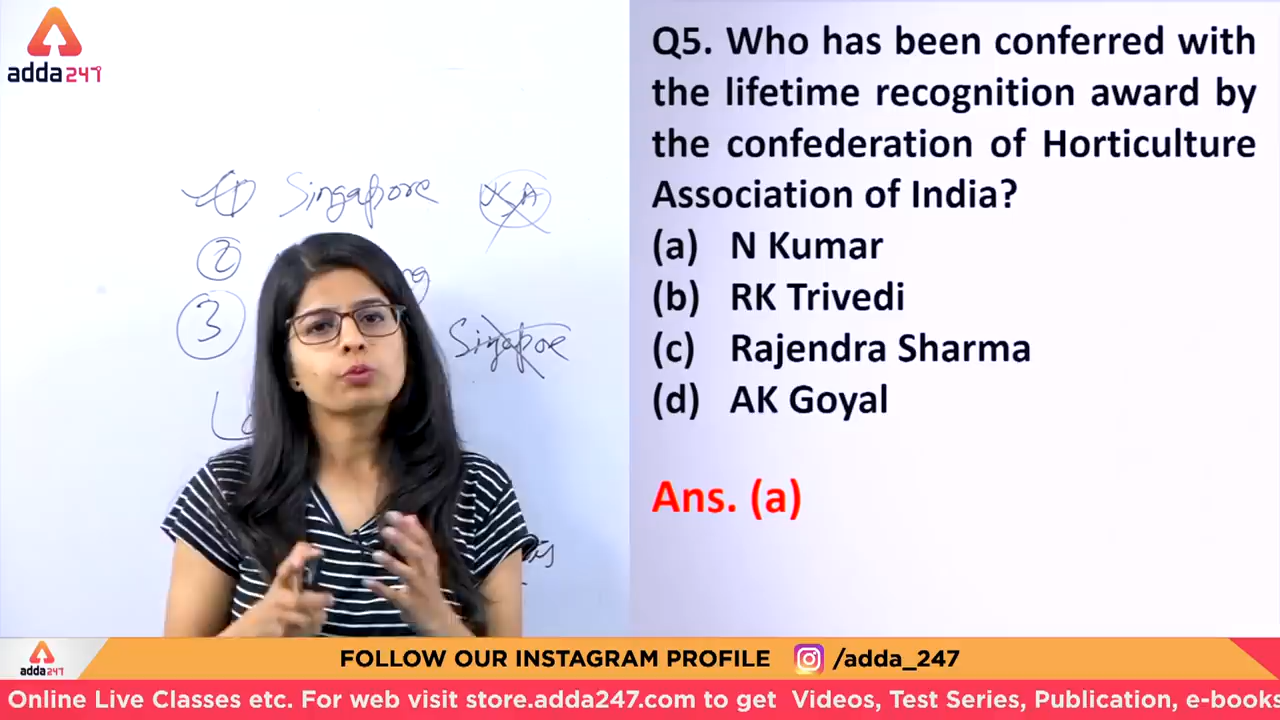 adda247
Q5. Who has been conferred with
the lifetime recognition award by
the confederation of Horticulture
Association of India?
(a) N Kumar
(b) RK Trivedi
(c) Rajendra Sharma
(d) AK Goyal
Ans. (a)
Singapore
2
3
Singapore
adda247
FOLLOW OUR INSTAGRAM PROFILE /adda_247
Online Live Classes etc. For web visit store.adda247.com to get Videos, Test Series, Publication, e-books